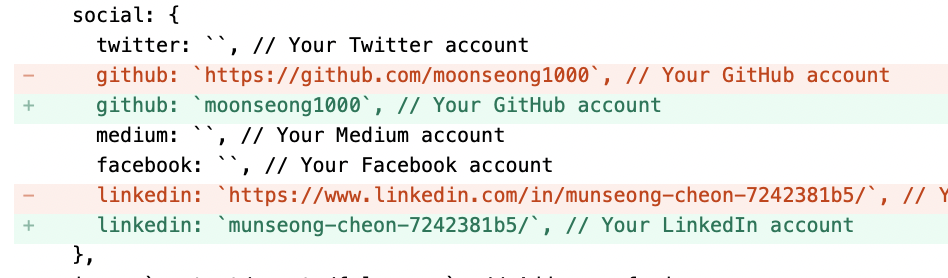 social: {
twitter: ``, // Your Twitter account
- github: `https://github.com/moonseong1000`, // Your GitHub account
+ github: `moonseong1000`, // Your GitHub account
medium: ``, // Your Medium account
facebook: ``, // Your Facebook account
- linkedin: `https://www.linkedin.com/in/munseong-cheon-7242381b5/`, // Y
+ linkedin: `munseong-cheon-7242381b5/`, // Your LinkedIn account
},